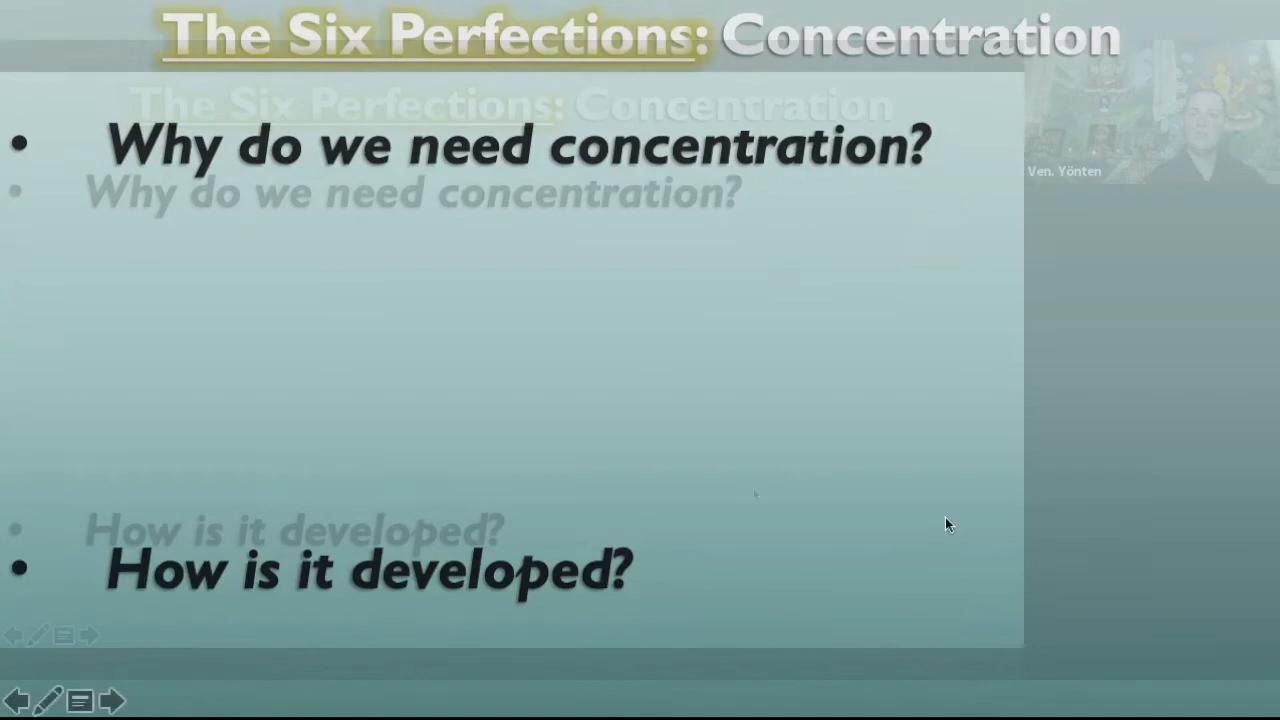 The Six Perfections: Concentration
The Six Perfections: Concentration
• Why do we need concentration?
• Why do we need concentration?
Ven. Yönten
• How is it developed?
• How is it developed?